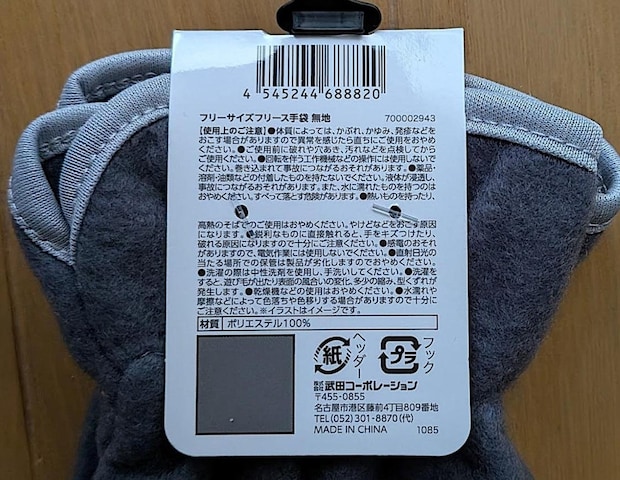 4 545244 688820
フリーサイズフリース手袋 無地 700002943
【使用上のご注意】●体質によっては、かぶれ、かゆみ、発疹などを
おこす場合がありますので異常を感じたら直ちにご使用をおやめ
ください。●ご使用前に破れや穴あき、汚れなどを点検してから
ご使用ください。●回転を伴う工作機械などの操作には使用しないで
ください。巻き込まれて事故につながるおそれがあります。●薬品・
溶剤・油類などの付着したものを持たないでください。液体が浸透し、
事故につながるおそれがあります。また、水に濡れたものを持つのは
おやめください。すべって落とす危険があります。●熱いものを持ったり、
高熱のそばでのご使用はおやめください。やけどなどをおこす原因
になります。●鋭利なものに直接触れると、手をキズつけたり、
破れる原因になりますので十分にご注意ください。●感電のおそれ
がありますので、電気作業には使用しないでください。●直射日光の
当たる場所での保管は製品が劣化しますのでおやめください。
●洗濯の際は中性洗剤を使用し、手洗いしてください。●洗濯を
すると、遊び毛が出たり表面の風合いの変化、多少の縮み、型くずれが
発生します。●乾燥機などの使用はおやめください。●水濡れや
摩擦などによって色落ちや色移りする場合がありますので十分に
ご注意ください。※イラストはイメージです。
材質 ポリエステル100%
紙 ヘッダー プラ フック
株式会社 武田コーポレーション
〒455-0855
名古屋市港区藤前4丁目809番地
TEL(052)301-8870(代)
MADE IN CHINA 1085